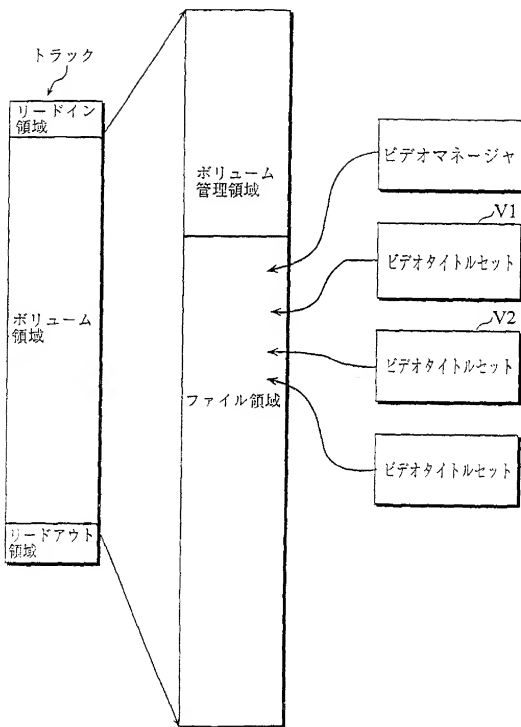 トラック
リードイン
領域
ボリューム
領域
リードアウト
領域
ボリューム
管理領域
ファイル領域
ビデオマネージャ
V1
ビデオタイトルセット
V2
ビデオタイトルセット
ビデオタイトルセット